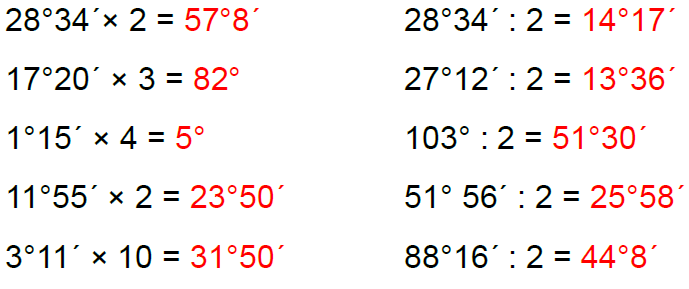 28°34´× 2 = 57°8´
17°20´ × 3 = 82°
1°15´ × 4 = 5°
11°55´ × 2 = 23°50´
3°11´ × 10 = 31°50´
28°34´ : 2 = 14°17´
27°12´ : 2 = 13°36´
103° : 2 = 51°30´
51° 56´ : 2 = 25°58´
88°16´ : 2 = 44°8´